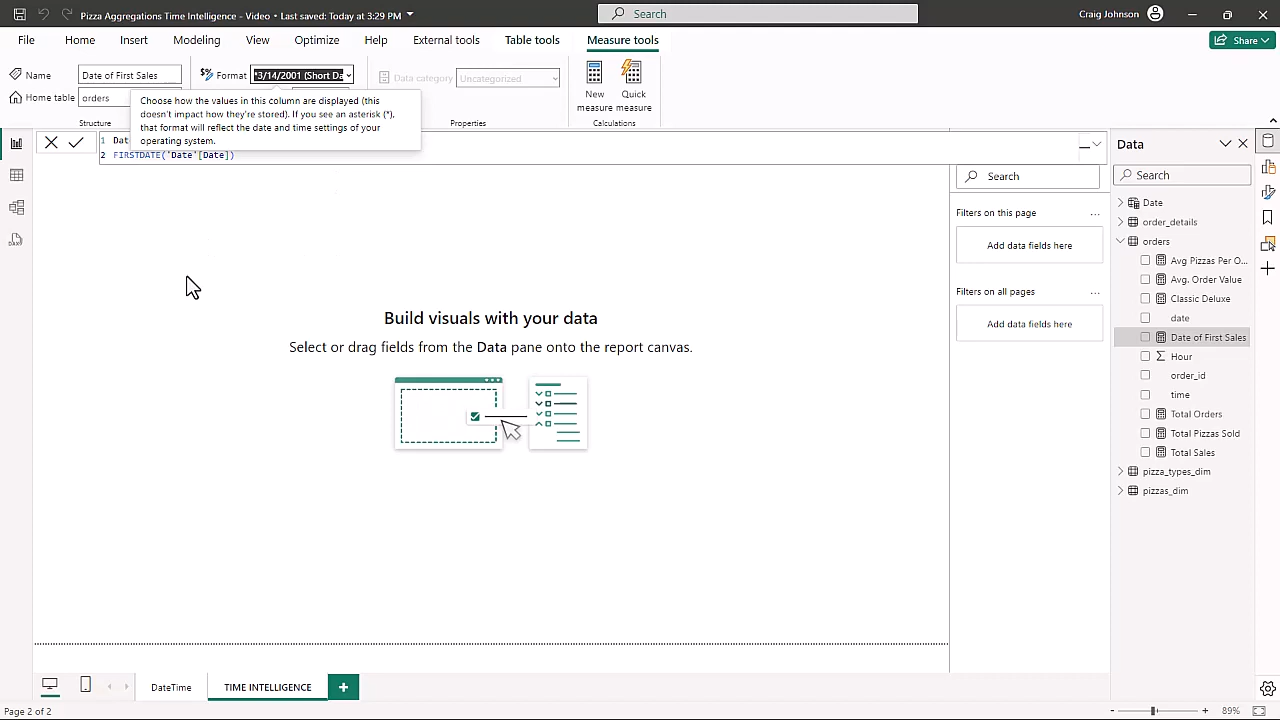 Pizza Aggregations Time Intelligence - Video • Last saved: Today at 3:29 PM
Search
Craig Johnson
File
Home
Insert
Modeling
View
Optimize
Help
External tools
Table tools
Measure tools
Share
Name
Date of First Sales
Format
*3/14/2001 (Short Da
Data category
Uncategorized
Home table
orders
New
measure
Quick
measure
Structure
Properties
Calculations
Choose how the values in this column are displayed (this
doesn't impact how they're stored). If you see an asterisk (*),
that format will reflect the date and time settings of your
operating system.
1 Dat
2 FIRSTDATE('Date'[Date])
Search
Filters on this page
...
Add data fields here
Filters on all pages
...
Add data fields here
Build visuals with your data
Select or drag fields from the Data pane onto the report canvas.
Data
Search
Date
order_details
orders
Avg Pizzas Per O...
Avg. Order Value
Classic Deluxe
date
Date of First Sales
Hour
order_id
time
Total Orders
Total Pizzas Sold
Total Sales
pizza_types_dim
pizzas_dim
DateTime
TIME INTELLIGENCE
Page 2 of 2
89%